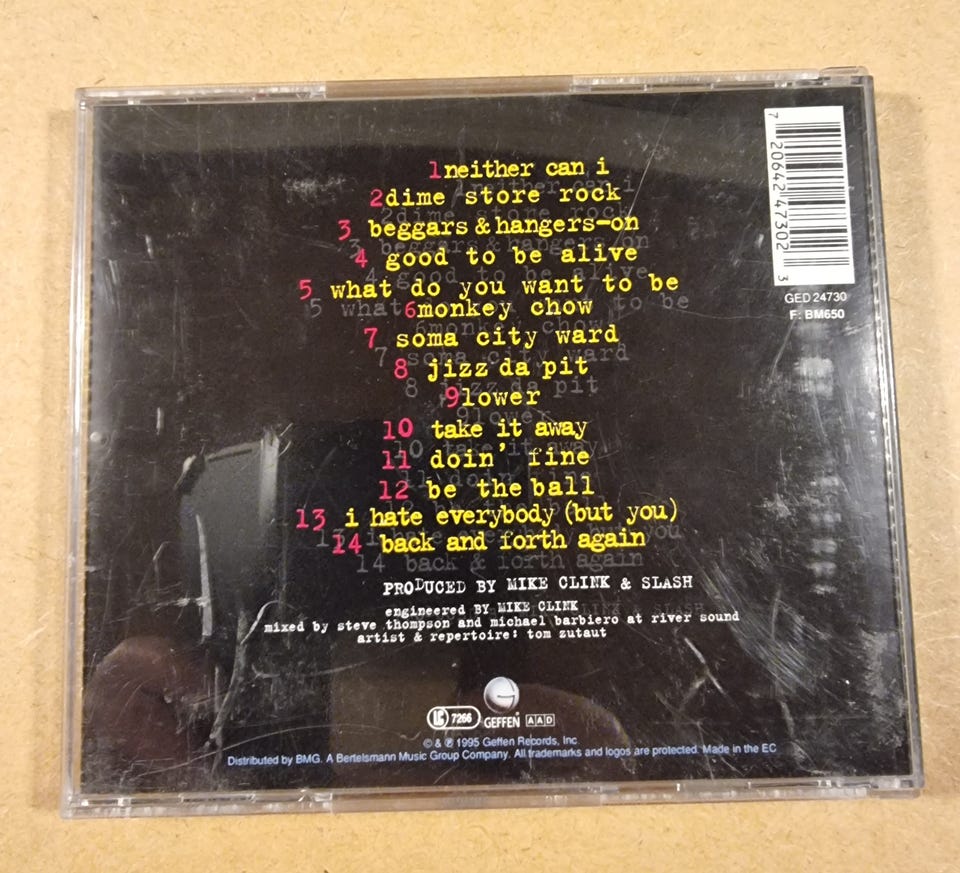 1neither can i
2dime store rock
3 beggars & hangers-on
4 good to be alive
5 what do you want to be
6monkey chow
7 soma city ward
8 jizz da pit
9lower
10 take it away
11 doin' fine
12 be the ball
13 i hate everybody (but you)
14 back and forth again
PRODUCED BY MIKE CLINK & SLASH
engineered BY MIKE CLINK
mixed by steve thompson and michael barbiero at river sound
artist & repertoire: tom zutaut
7 20642 47302 3
GED 24730
F: BM650
LC 7266
GEFFEN
AAD
© & ℗ 1995 Geffen Records, Inc.
Distributed by BMG. A Bertelsmann Music Group Company. All trademarks and logos are protected. Made in the EC